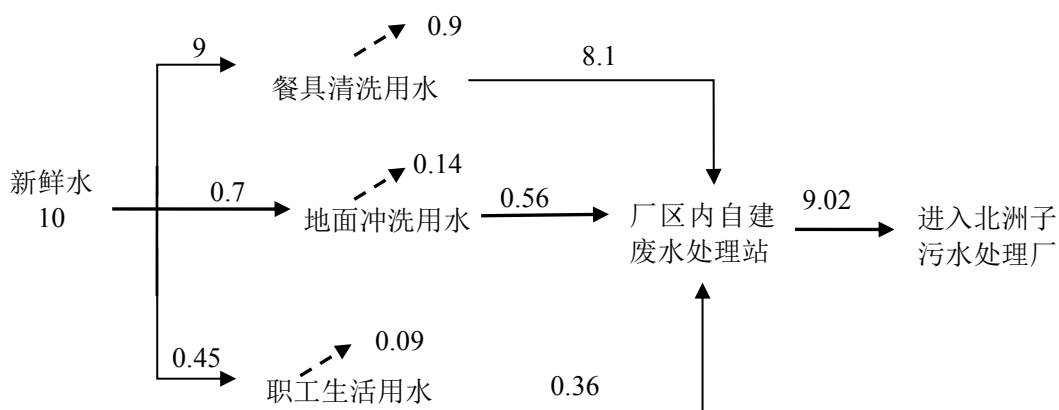 0.9
9
8.1
餐具清洗用水
新鲜水
10
0.7
0.14
地面冲洗用水
0.56
厂区内自建
废水处理站
9.02
进入北洲子
污水处理厂
0.45
0.09
职工生活用水
0.36